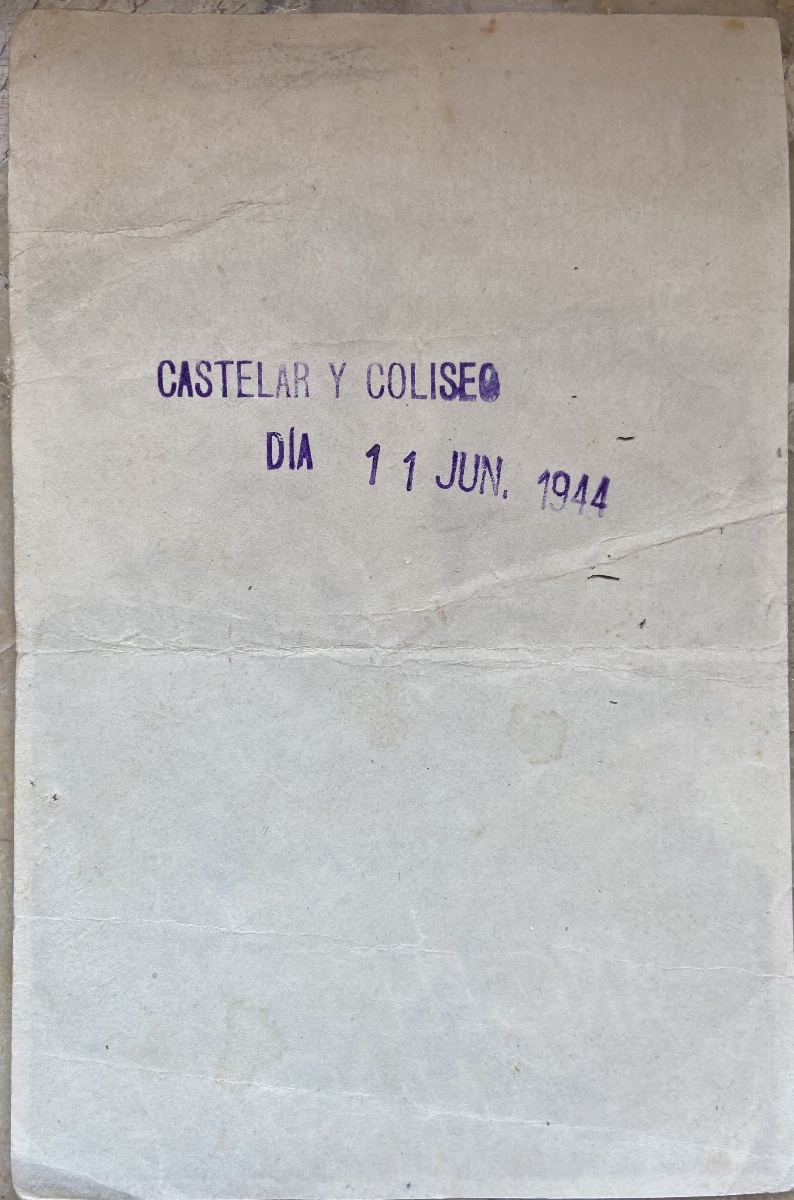 CASTELAR Y COLISEO
DÍA 11 JUN. 1944